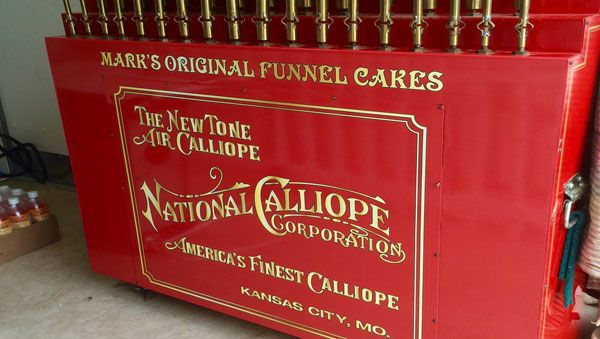 MARK'S ORIGINAL FUNNEL CAKES
THE NEW TONE
AIR CALLIOPE
NATIONAL CALLIOPE
CORPORATION
AMERICA'S FINEST CALLIOPE
KANSAS CITY, MO.